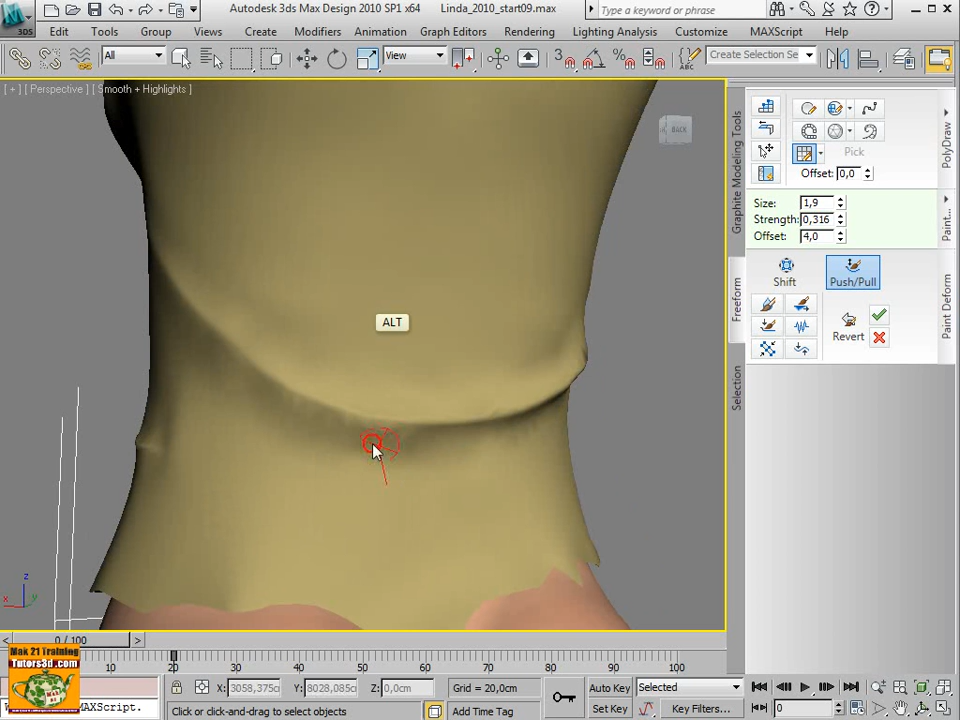 Autodesk 3ds Max Design 2010 SP1 x64 Linda_2010_start09.max
Type a keyword or phrase
3DS
Edit Tools Group Views Create Modifiers Animation Graph Editors Rendering Lighting Analysis Customize MAXScript Help
All
View
Create Selection Se
[ + ] [ Perspective ] [ Smooth + Highlights ]
BACK
Graphite Modeling Tools
Freeform
Selection
PolyDraw
Pick
Offset: 0,0
Paint...
Size: 1,9
Strength: 0,316
Offset: 4,0
Paint Deform
Shift
Push/Pull
Revert
ALT
z
x
y
0 / 100
10 20 30 40 50 60 70 80 90 100
Mak 21 Training
Tutors3d .com
MAXScript.
X: 3058,375c
Y: 8028,085c
Z: 0,0cm
Grid = 20,0cm
Auto Key
Selected
0
Click or click-and-drag to select objects
Add Time Tag
Set Key
Key Filters...